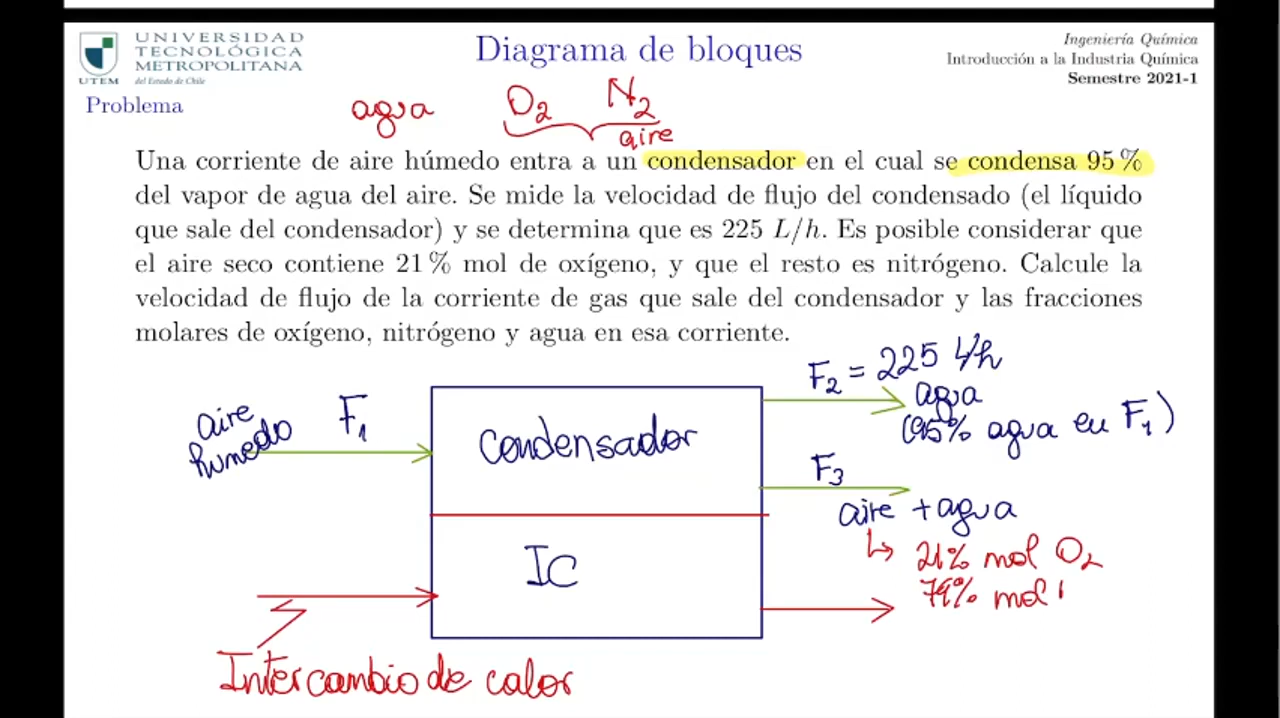 UNIVERSIDAD
TECNOLÓGICA
METROPOLITANA
del Estado de Chile
UTEM
Diagrama de bloques
Ingeniería Química
Introducción a la Industria Química
Semestre 2021-1
Problema
agua O₂ N₂
aire
Una corriente de aire húmedo entra a un condensador en el cual se condensa 95 %
del vapor de agua del aire. Se mide la velocidad de flujo del condensado (el líquido
que sale del condensador) y se determina que es 225 L/h. Es posible considerar que
el aire seco contiene 21 % mol de oxígeno, y que el resto es nitrógeno. Calcule la
velocidad de flujo de la corriente de gas que sale del condensador y las fracciones
molares de oxígeno, nitrógeno y agua en esa corriente.
F₂ = 225 L/h
agua
(95% agua en F₁)
aire
humedo
F₁
Condensador
F₃
aire + agua
21% mol O₂
79% mol
IC
Intercambio de calor